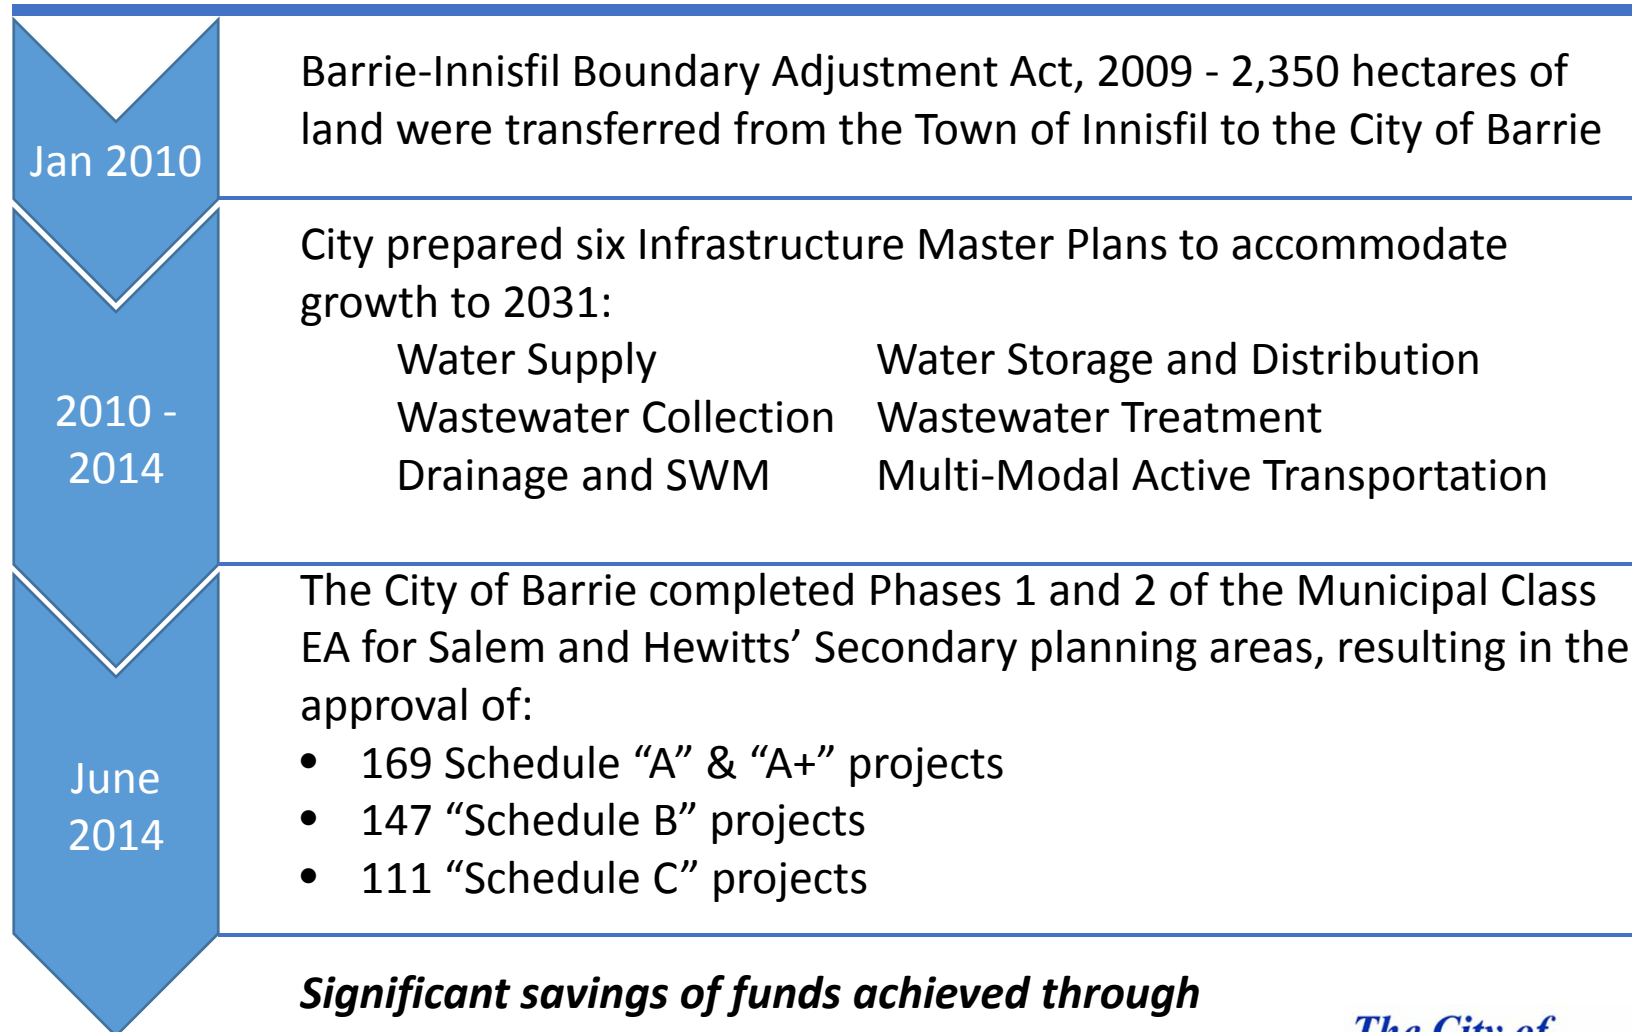 Jan 2010
Barrie-Innisfil Boundary Adjustment Act, 2009 - 2,350 hectares of
land were transferred from the Town of Innisfil to the City of Barrie
2010 -
2014
City prepared six Infrastructure Master Plans to accommodate
growth to 2031:
Water Supply Water Storage and Distribution
Wastewater Collection Wastewater Treatment
Drainage and SWM Multi-Modal Active Transportation
June
2014
The City of Barrie completed Phases 1 and 2 of the Municipal Class
EA for Salem and Hewitts’ Secondary planning areas, resulting in the
approval of:
• 169 Schedule “A” & “A+” projects
• 147 “Schedule B” projects
• 111 “Schedule C” projects
Significant savings of funds achieved through
The City of